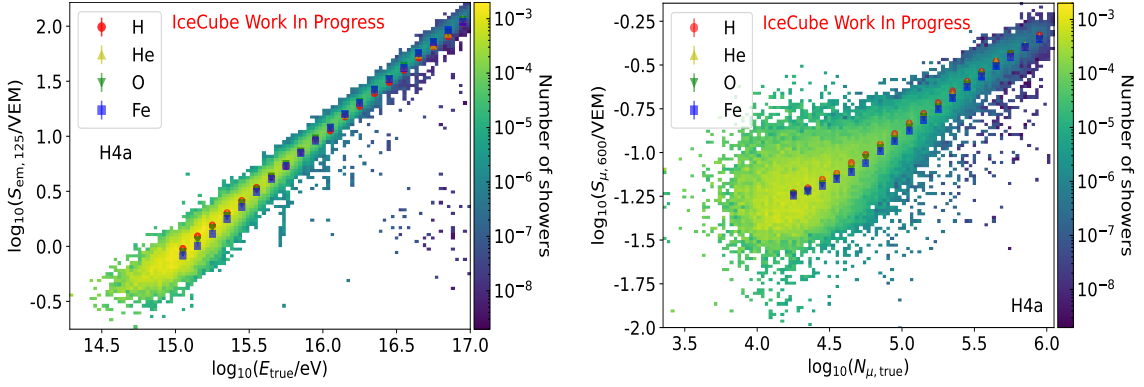 IceCube Work In Progress
H
He
O
Fe
H4a
2.0
1.5
1.0
0.5
0.0
-0.5
log10(Sem, 125/VEM)
14.5 15.0 15.5 16.0 16.5 17.0
log10(Etrue/eV)
10−3
10−4
10−5
10−6
10−7
10−8
Number of showers
IceCube Work In Progress
H
He
O
Fe
H4a
-0.25
-0.50
-0.75
-1.0
-1.25
-1.5
-1.75
-2.0
log10(Sμ, 600/VEM)
3.5 4.0 4.5 5.0 5.5 6.0
log10(Nμ, true)
10−3
10−4
10−5
10−6
10−7
10−8
Number of showers